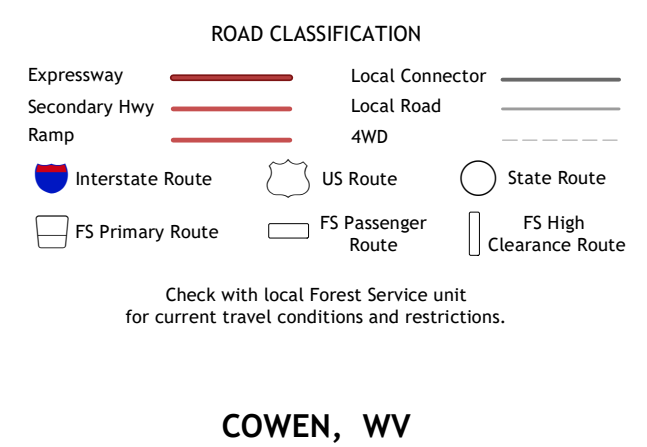 ROAD CLASSIFICATION
Expressway
Local Connector
Secondary Hwy
Local Road
Ramp
4WD
Interstate Route
US Route
State Route
FS Primary Route
FS Passenger
Route
FS High
Clearance Route
Check with local Forest Service unit
for current travel conditions and restrictions.
COWEN, WV